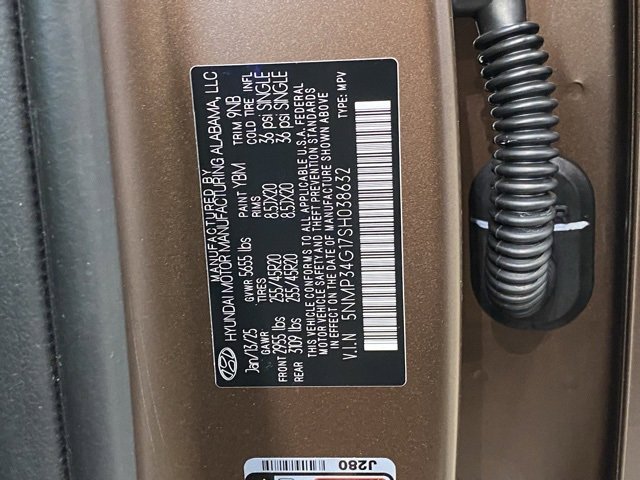 MANUFACTURED BY
HYUNDAI MOTOR MANUFACTURING ALABAMA, LLC
Jan/13/25 GVWR 5655 lbs PAINT YBM TRIM 9NB
GAWR TIRES RIMS COLD TIRE INFL
FRONT 2955 lbs 255/45R20 8.5JX20 36 psi SINGLE
REAR 3109 lbs 255/45R20 8.5JX20 36 psi SINGLE
THIS VEHICLE CONFORMS TO ALL APPLICABLE U.S.A. FEDERAL
MOTOR VEHICLE SAFETY AND THEFT PREVENTION STANDARDS
IN EFFECT ON THE DATE OF MANUFACTURE SHOWN ABOVE
V.I.N 5NMP34G17SH038632 TYPE: MPV
J280